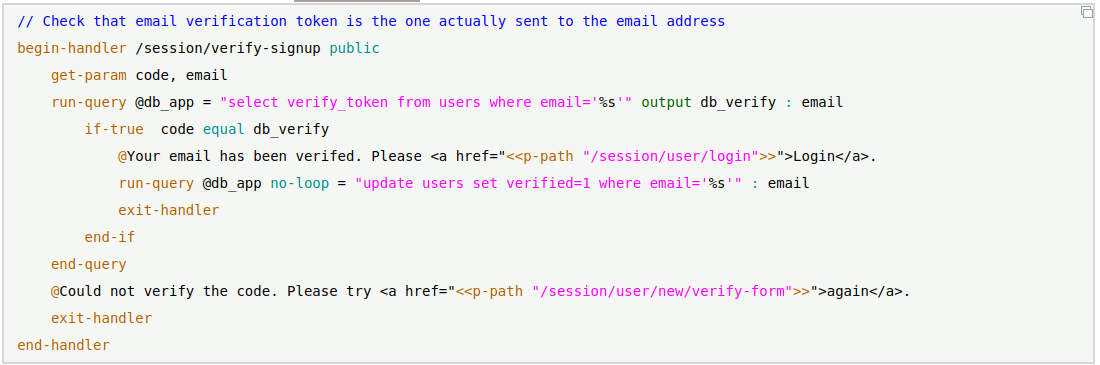 // Check that email verification token is the one actually sent to the email address
begin-handler /session/verify-signup public
    get-param code, email
    run-query @db_app = "select verify_token from users where email='%s'" output db_verify : email
        if-true  code equal db_verify
            @Your email has been verifed. Please <a href="<<p-path "/session/user/login">>">Login</a>.
            run-query @db_app no-loop = "update users set verified=1 where email='%s'" : email
            exit-handler
        end-if
    end-query
    @Could not verify the code. Please try <a href="<<p-path "/session/user/new/verify-form">>">again</a>.
    exit-handler
end-handler